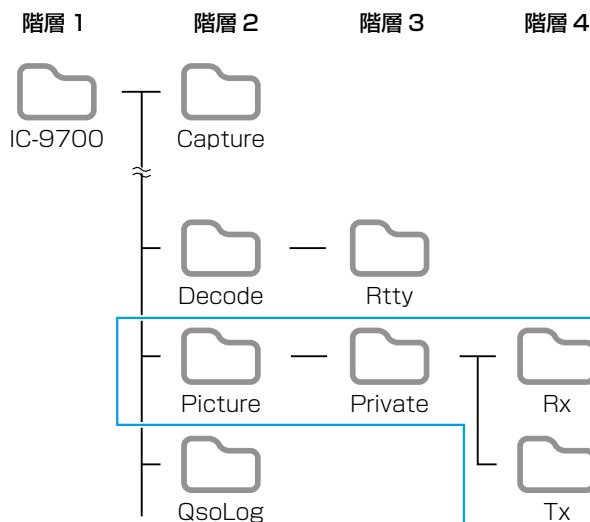 階層 1 階層 2 階層 3 階層 4
IC-9700 Capture
Decode Rtty
Picture Private Rx
QsoLog Tx